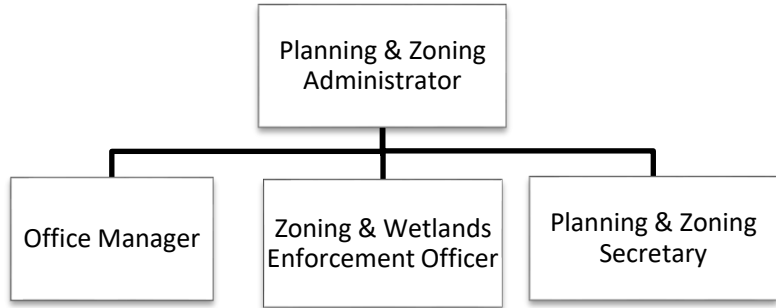 Planning & Zoning
Administrator
Office Manager
Zoning & Wetlands
Enforcement Officer
Planning & Zoning
Secretary